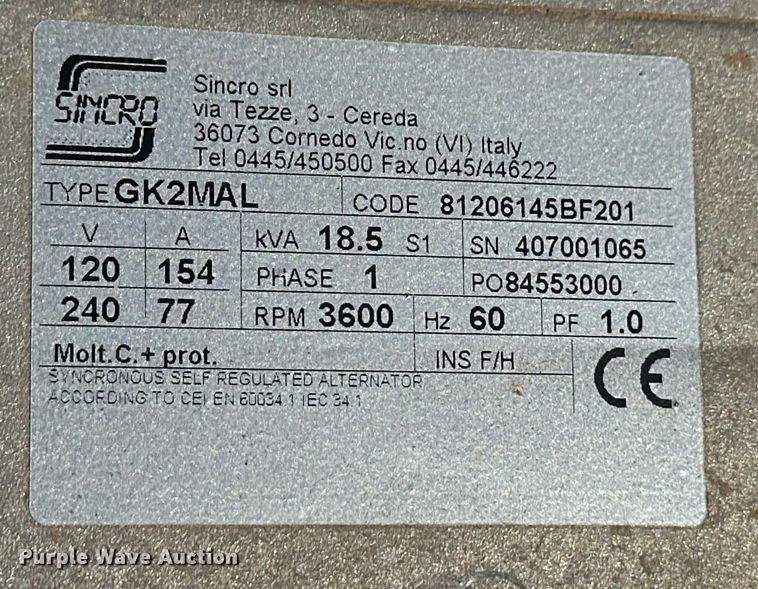 SINCRO
Sincro srl
via Tezze, 3 - Cereda
36073 Cornedo Vic.no (VI) Italy
Tel 0445/450500 Fax 0445/446222
TYPE GK2MAL CODE 81206145BF201
V A kVA 18.5 S1 SN 407001065
120 154 PHASE 1 PO84553000
240 77 RPM 3600 Hz 60 PF 1.0
Molt.C.+ prot. INS F/H CE
SYNCRONOUS SELF REGULATED ALTERNATOR
ACCORDING TO CEI EN 60034 1 IEC 34 1
Purple Wave Auction